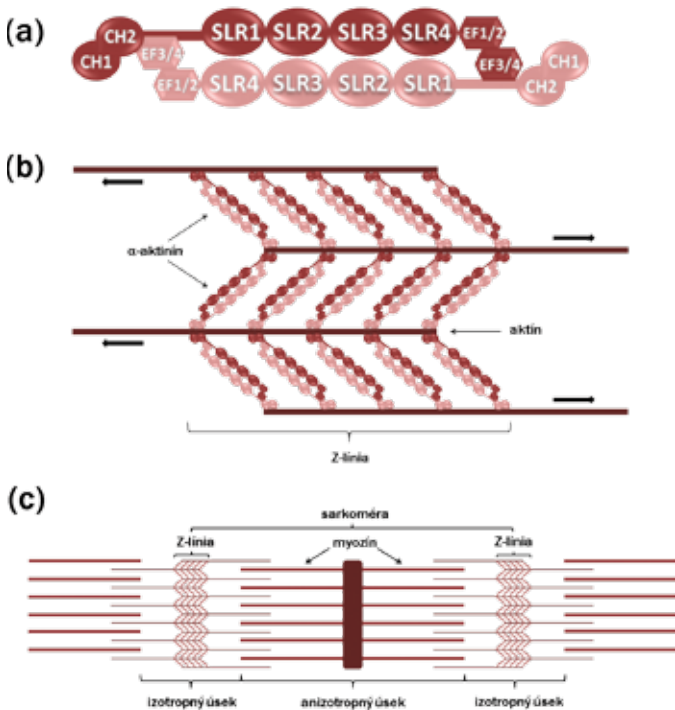 (a)
CH1 CH2 SLR1 SLR2 SLR3 SLR4 EF1/2 EF3/4
EF3/4 EF1/2 SLR4 SLR3 SLR2 SLR1 CH2 CH1
(b)
α-aktinín
aktín
Z-línia
(c)
sarkoméra
Z-línia myozín Z-línia
izotropný úsek anizotropný úsek izotropný úsek